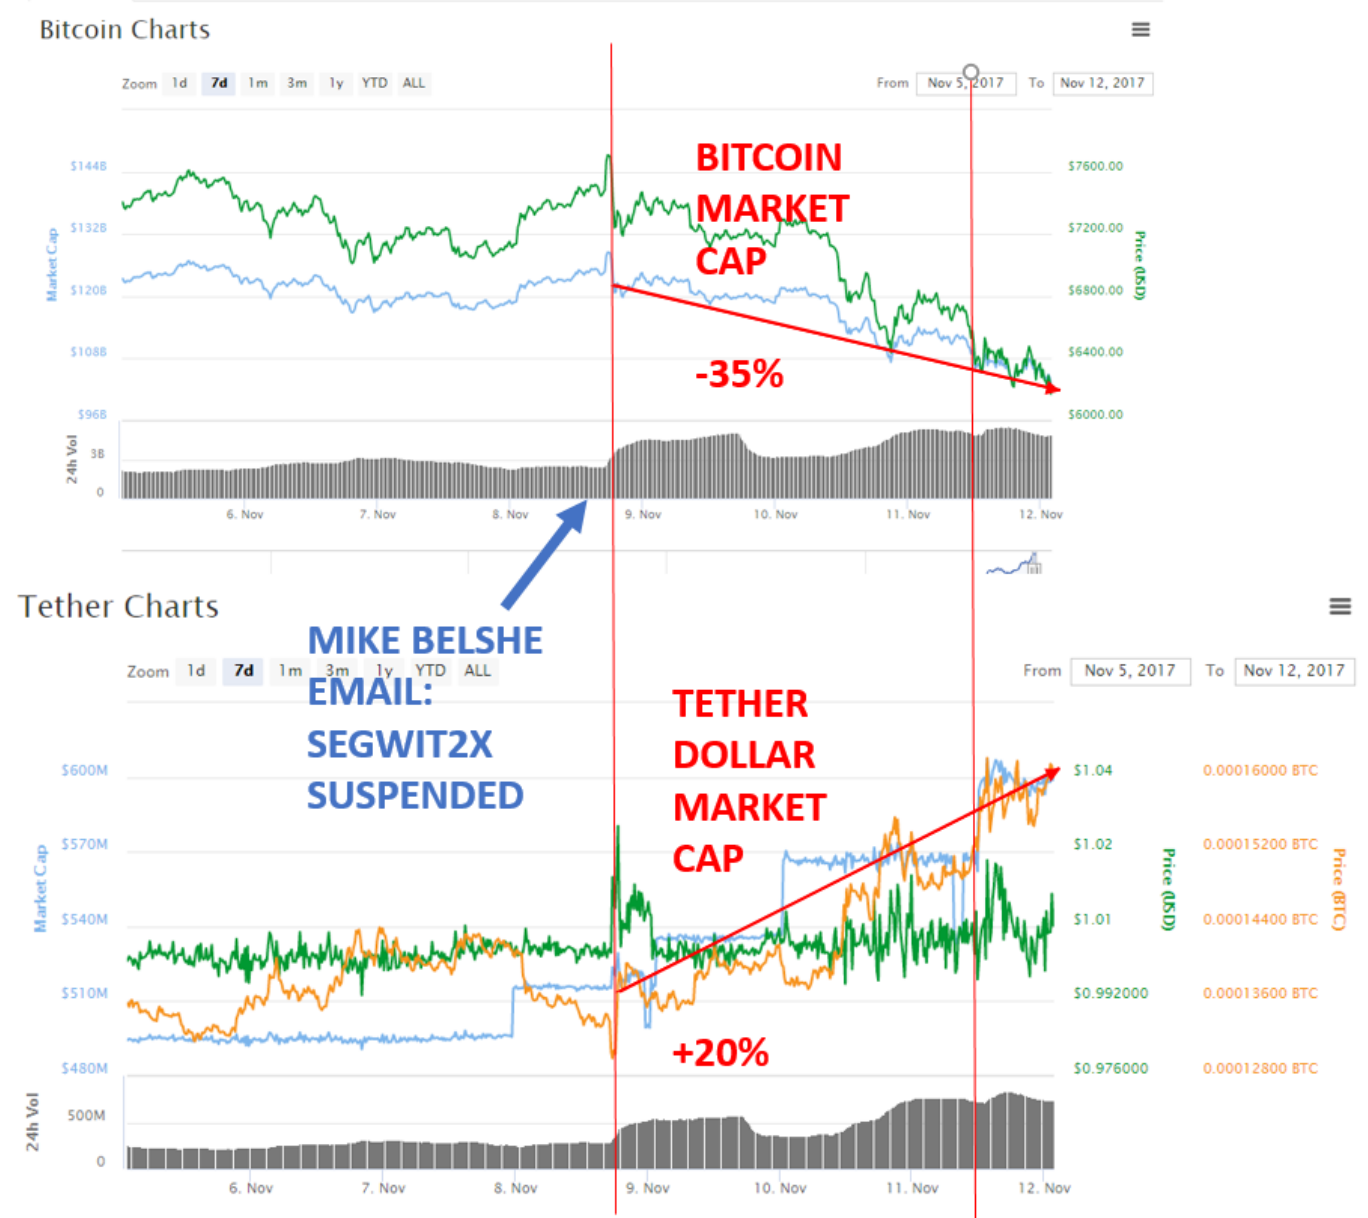 Bitcoin Charts
Zoom 1d 7d 1m 3m 1y YTD ALL
From Nov 5, 2017 To Nov 12, 2017
BITCOIN
MARKET
CAP
-35%
$144B
$132B
$120B
$108B
$96B
Market Cap
$7600.00
$7200.00
$6800.00
$6400.00
$6000.00
Price (USD)
24h Vol
3B
0
6. Nov 7. Nov 8. Nov 9. Nov 10. Nov 11. Nov 12. Nov
Tether Charts
MIKE BELSHE
EMAIL:
SEGWIT2X
SUSPENDED
Zoom 1d 7d 1m 3m 1y YTD ALL
From Nov 5, 2017 To Nov 12, 2017
TETHER
DOLLAR
MARKET
CAP
+20%
$600M
$570M
$540M
$510M
$480M
Market Cap
$1.04
$1.02
$1.01
$0.992000
$0.976000
Price (USD)
0.00016000 BTC
0.00015200 BTC
0.00014400 BTC
0.00013600 BTC
0.00012800 BTC
Price (BTC)
24h Vol
500M
0
6. Nov 7. Nov 8. Nov 9. Nov 10. Nov 11. Nov 12. Nov